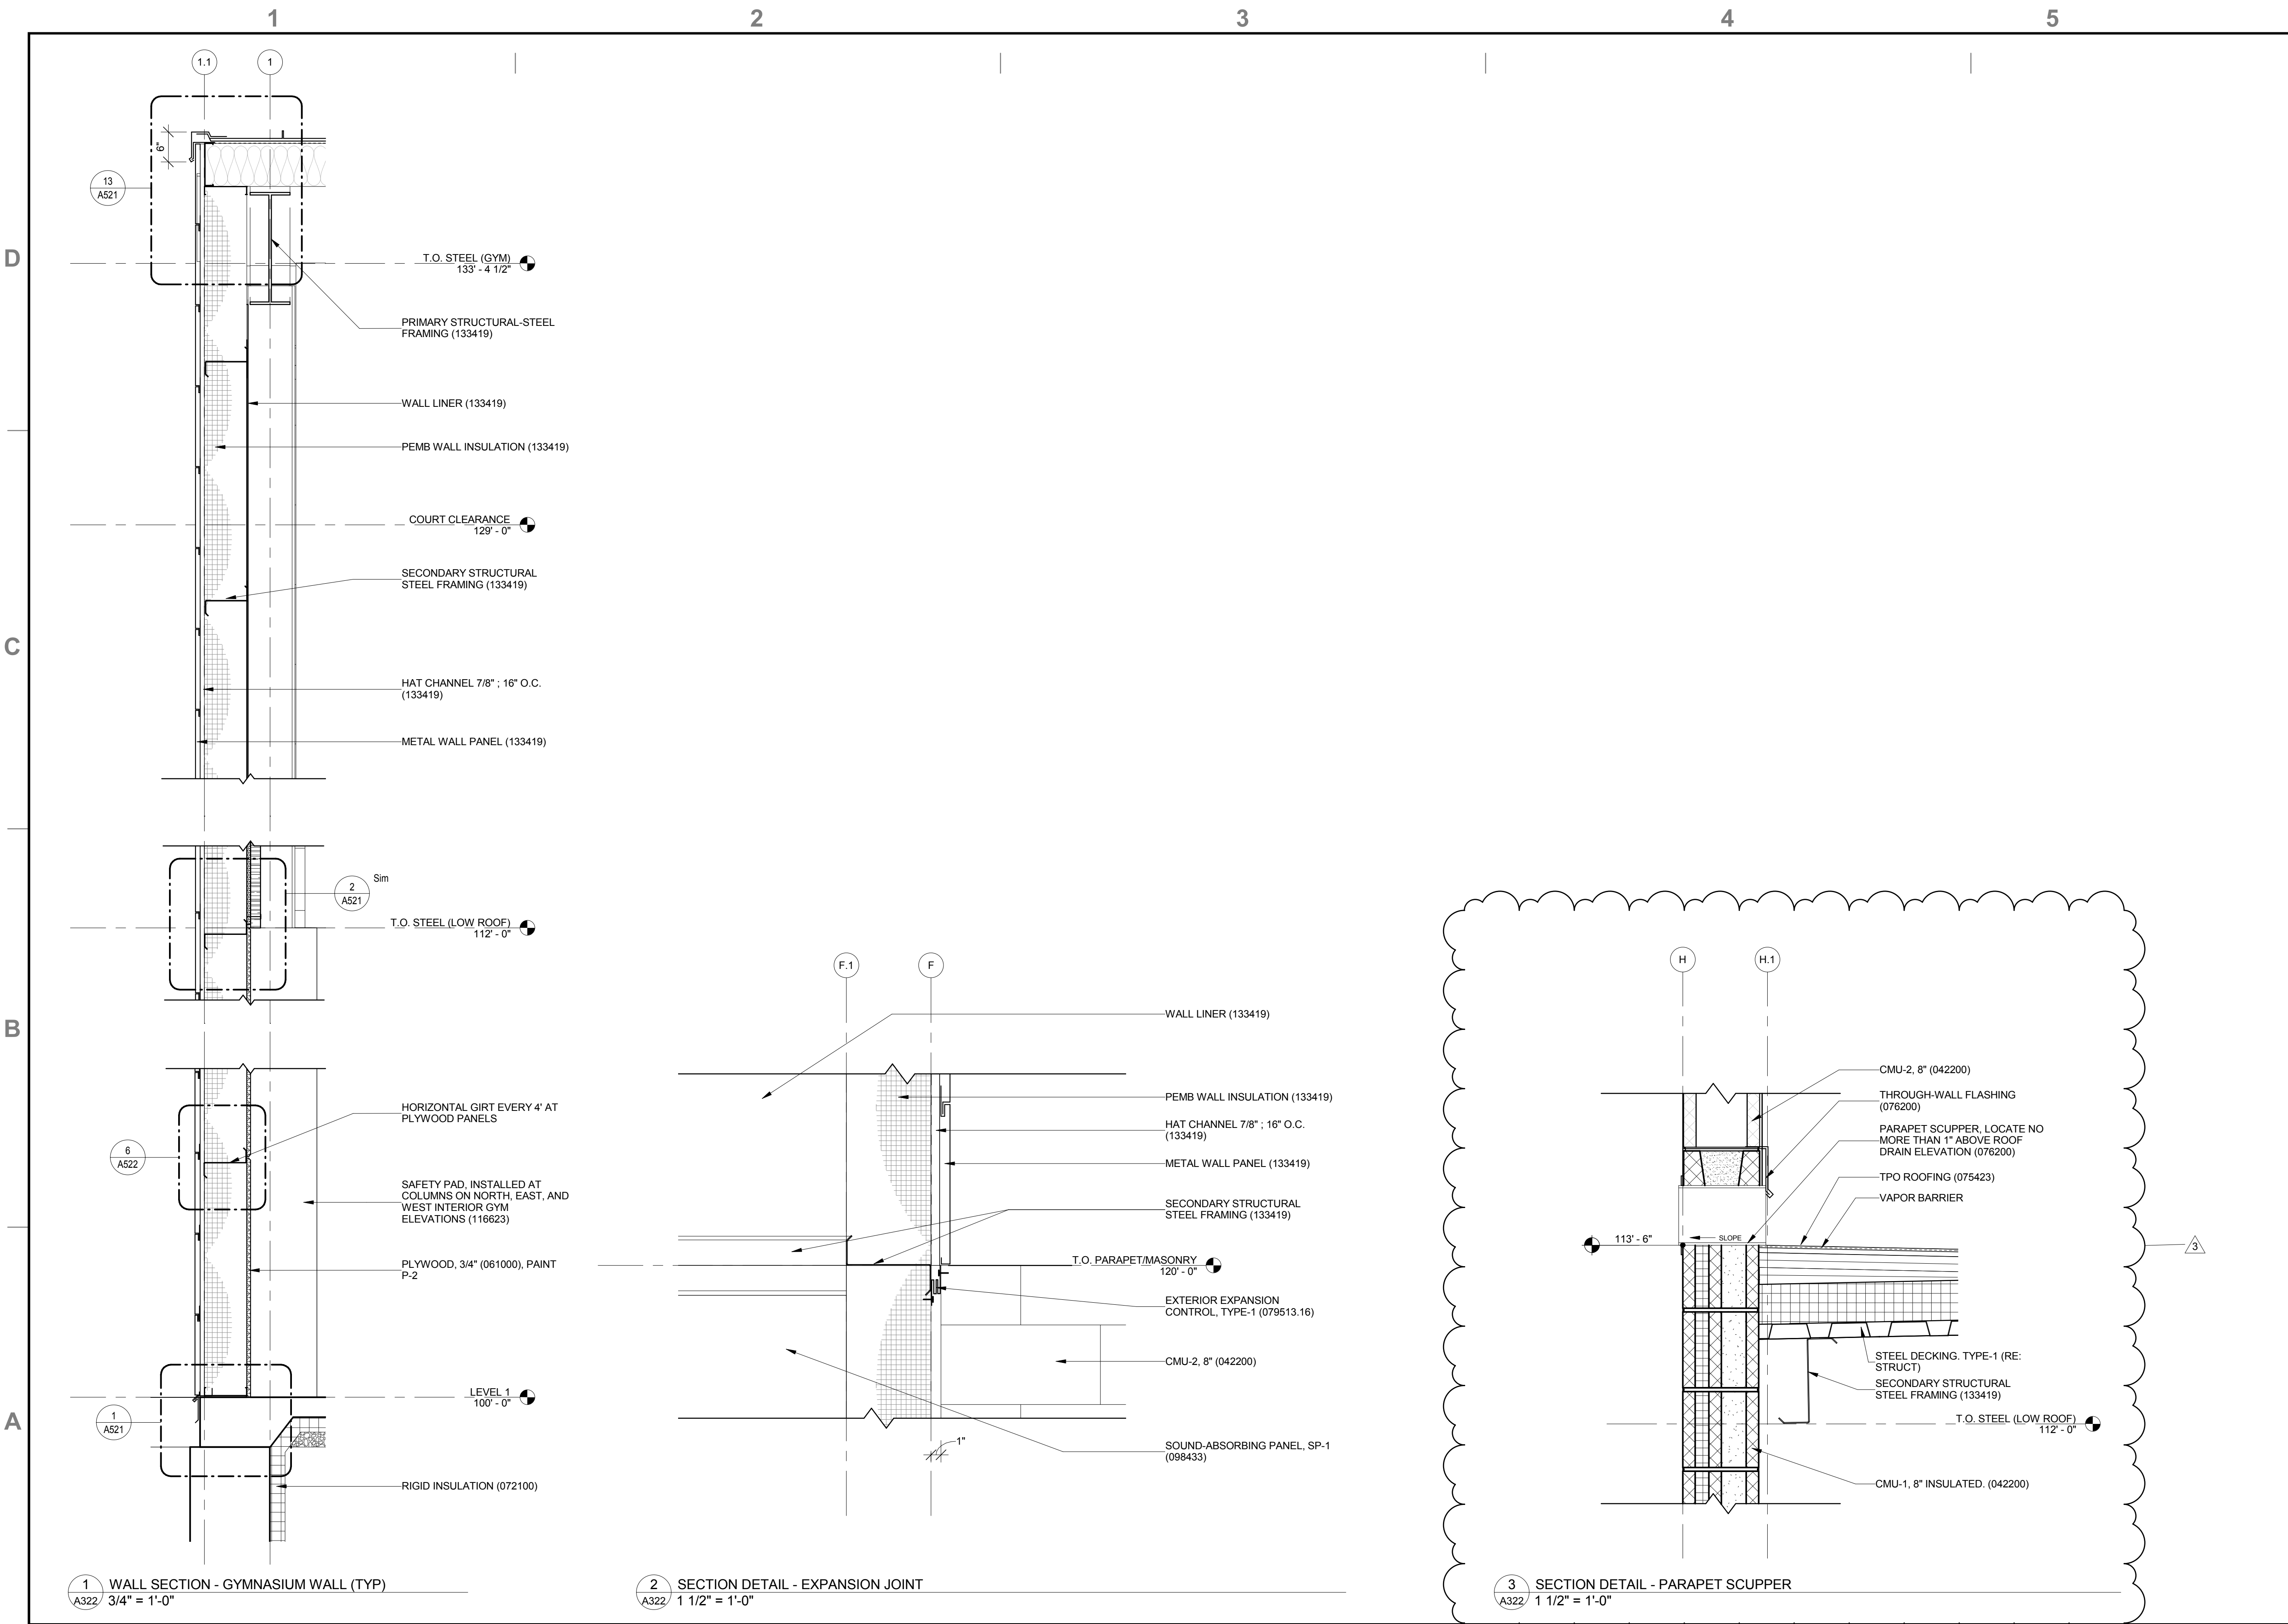 1
2
3
4
5
D
C
B
A
1.1
1
6"
13
A521
T.O. STEEL (GYM)
133' - 4 1/2"
PRIMARY STRUCTURAL-STEEL
FRAMING (133419)
WALL LINER (133419)
PEMB WALL INSULATION (133419)
COURT CLEARANCE
129' - 0"
SECONDARY STRUCTURAL
STEEL FRAMING (133419)
HAT CHANNEL 7/8" ; 16" O.C.
(133419)
METAL WALL PANEL (133419)
2
A521
Sim
T.O. STEEL (LOW ROOF)
112' - 0"
HORIZONTAL GIRT EVERY 4' AT
PLYWOOD PANELS
6
A522
SAFETY PAD, INSTALLED AT
COLUMNS ON NORTH, EAST, AND
WEST INTERIOR GYM
ELEVATIONS (116623)
PLYWOOD, 3/4" (061000), PAINT
P-2
LEVEL 1
100' - 0"
1
A521
RIGID INSULATION (072100)
1
A322
WALL SECTION - GYMNASIUM WALL (TYP)
3/4" = 1'-0"
F.1
F
WALL LINER (133419)
PEMB WALL INSULATION (133419)
HAT CHANNEL 7/8" ; 16" O.C.
(133419)
METAL WALL PANEL (133419)
SECONDARY STRUCTURAL
STEEL FRAMING (133419)
T.O. PARAPET/MASONRY
120' - 0"
EXTERIOR EXPANSION
CONTROL, TYPE-1 (079513.16)
CMU-2, 8" (042200)
1"
SOUND-ABSORBING PANEL, SP-1
(098433)
2
A322
SECTION DETAIL - EXPANSION JOINT
1 1/2" = 1'-0"
H
H.1
CMU-2, 8" (042200)
THROUGH-WALL FLASHING
(076200)
PARAPET SCUPPER, LOCATE NO
MORE THAN 1" ABOVE ROOF
DRAIN ELEVATION (076200)
TPO ROOFING (075423)
VAPOR BARRIER
113' - 6"
SLOPE
3
STEEL DECKING. TYPE-1 (RE:
STRUCT)
SECONDARY STRUCTURAL
STEEL FRAMING (133419)
T.O. STEEL (LOW ROOF)
112' - 0"
CMU-1, 8" INSULATED. (042200)
3
A322
SECTION DETAIL - PARAPET SCUPPER
1 1/2" = 1'-0"